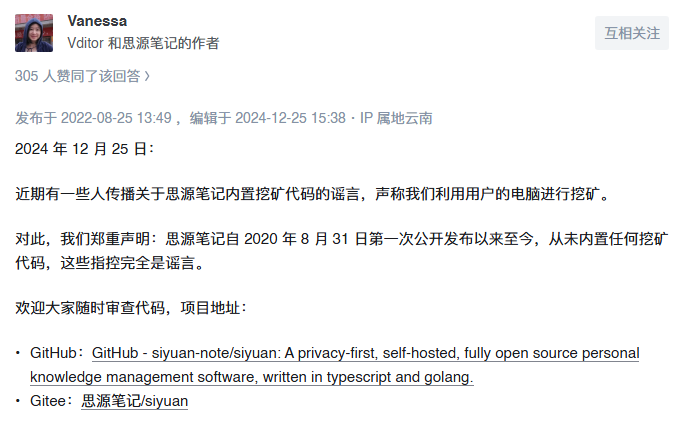 Vanessa
Vditor 和思源笔记的作者
互相关注
305 人赞同了该回答 〉
发布于 2022-08-25 13:49 ，编辑于 2024-12-25 15:38・IP 属地云南
2024 年 12 月 25 日：
近期有一些人传播关于思源笔记内置挖矿代码的谣言，声称我们利用用户的电脑进行挖矿。
对此，我们郑重声明：思源笔记自 2020 年 8 月 31 日第一次公开发布以来至今，从未内置任何挖矿
代码，这些指控完全是谣言。
欢迎大家随时审查代码，项目地址：
• GitHub：GitHub - siyuan-note/siyuan: A privacy-first, self-hosted, fully open source personal
knowledge management software, written in typescript and golang.
• Gitee：思源笔记/siyuan